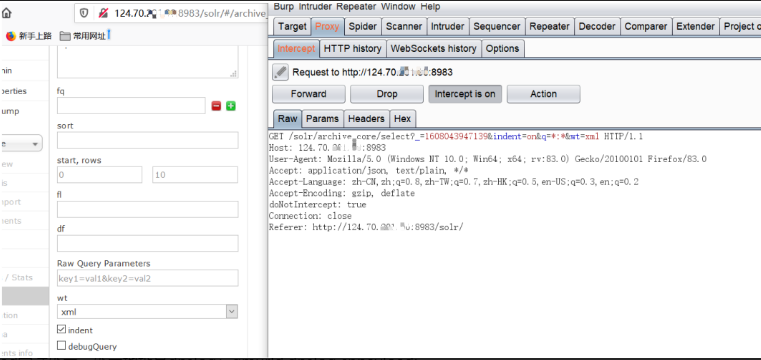 124.70. :8983/solr/#/archive_
新手上路 常用网址
min
perties
ump
ew
is
port
ents
/ Stats
tion
a
ents info
fq
sort
start, rows
0 10
fl
df
Raw Query Parameters
key1=val1&key2=val2
wt
xml
indent
debugQuery
Burp Intruder Repeater Window Help
Target Proxy Spider Scanner Intruder Sequencer Repeater Decoder Comparer Extender Project o
Intercept HTTP history WebSockets history Options
Request to http://124.70. :8983
Forward Drop Intercept is on Action
Raw Params Headers Hex
GET /solr/archive_core/select?_=1608043947139&indent=on&q=*:*&wt=xml HTTP/1.1
Host: 124.70. :8983
User-Agent: Mozilla/5.0 (Windows NT 10.0; Win64; x64; rv:83.0) Gecko/20100101 Firefox/83.0
Accept: application/json, text/plain, */*
Accept-Language: zh-CN,zh;q=0.8,zh-TW;q=0.7,zh-HK;q=0.5,en-US;q=0.3,en;q=0.2
Accept-Encoding: gzip, deflate
doNotIntercept: true
Connection: close
Referer: http://124.70. :8983/solr/